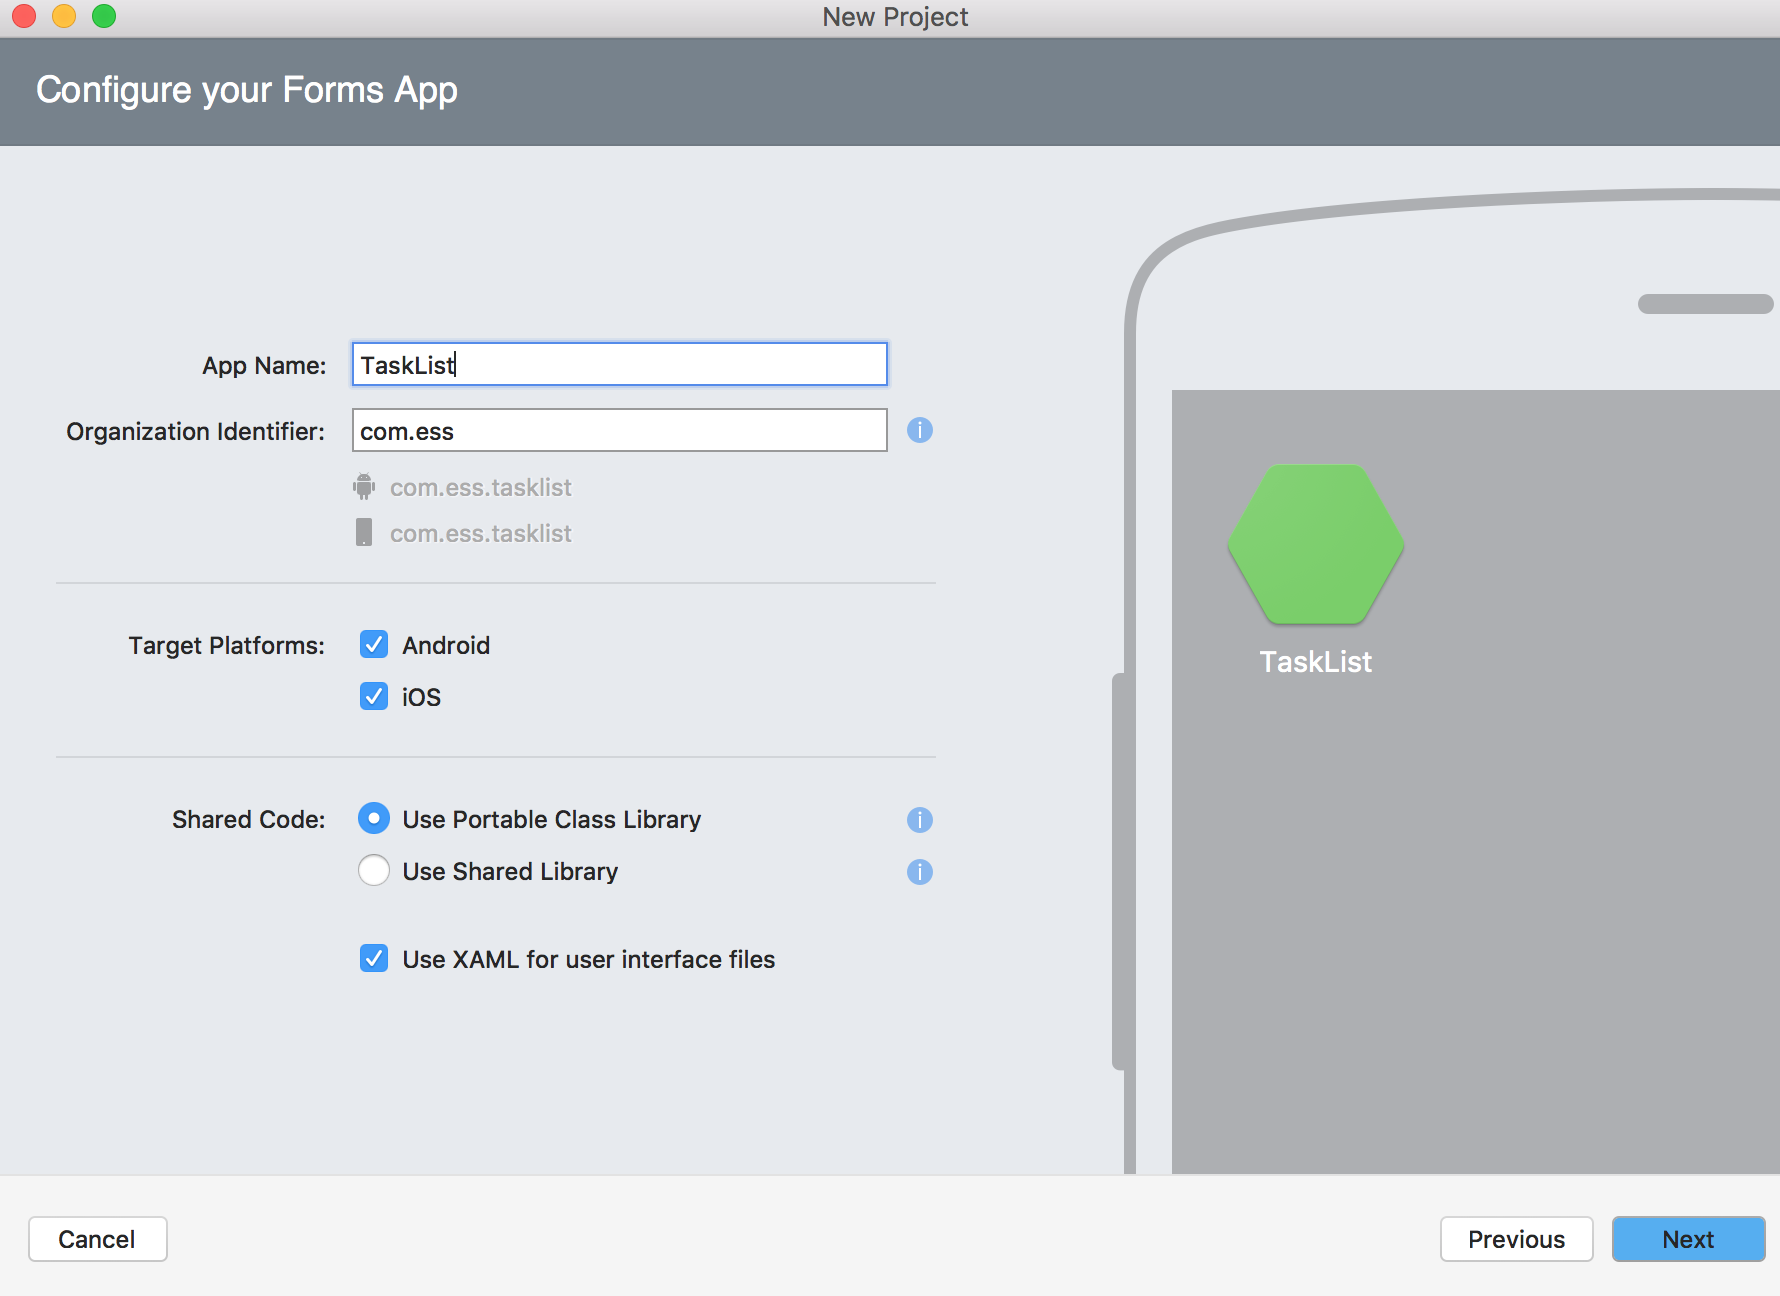 New Project
Configure your Forms App
App Name: TaskList
Organization Identifier: com.ess
com.ess.tasklist
com.ess.tasklist
Target Platforms: Android
iOS
Shared Code: Use Portable Class Library
Use Shared Library
Use XAML for user interface files
TaskList
Cancel
Previous
Next